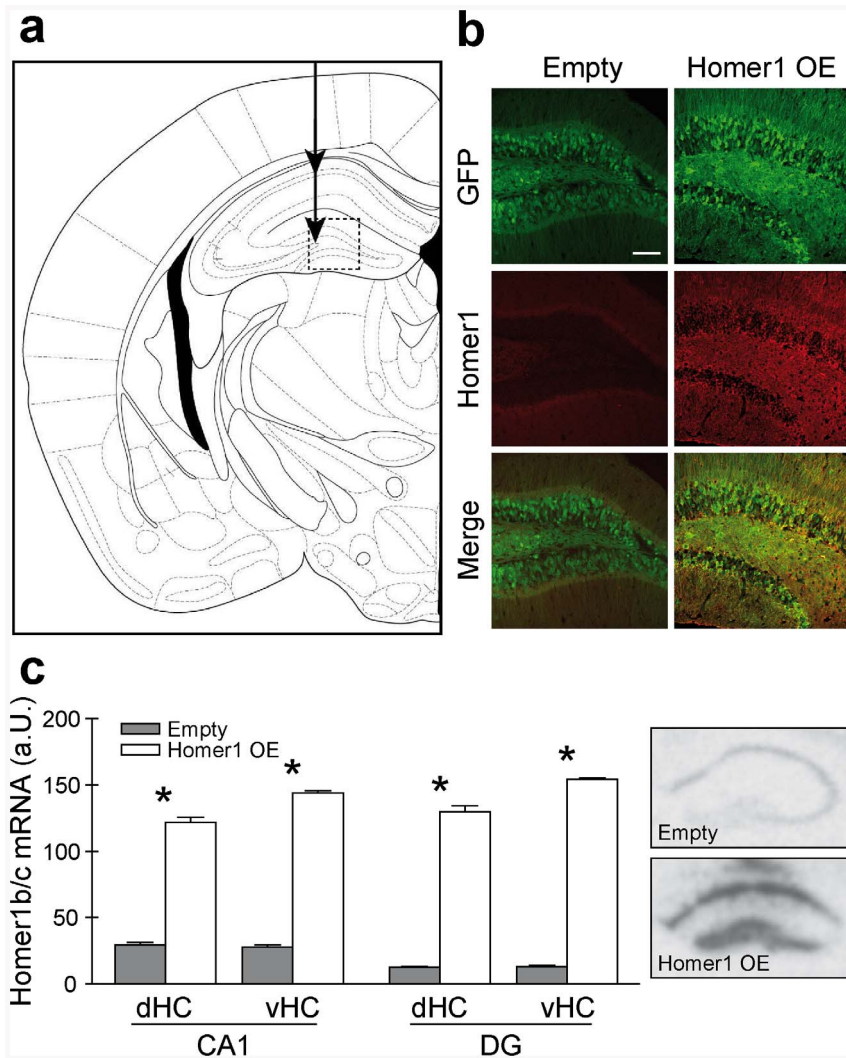 a
b
Empty Homer1 OE
GFP
Homer1
Merge
c
Homer1b/c mRNA (a.U.)
200
150
100
50
0
Empty
Homer1 OE
* * * *
dHC vHC dHC vHC
CA1 DG
Empty
Homer1 OE